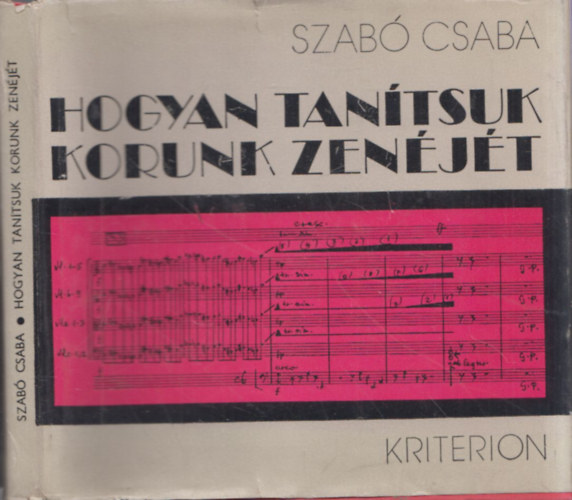 SZABÓ CSABA
HOGYAN TANÍTSUK
KORUNK ZENÉJÉT
KRITERION
SZABÓ CSABA ● HOGYAN TANÍTSUK KORUNK ZENÉJÉT